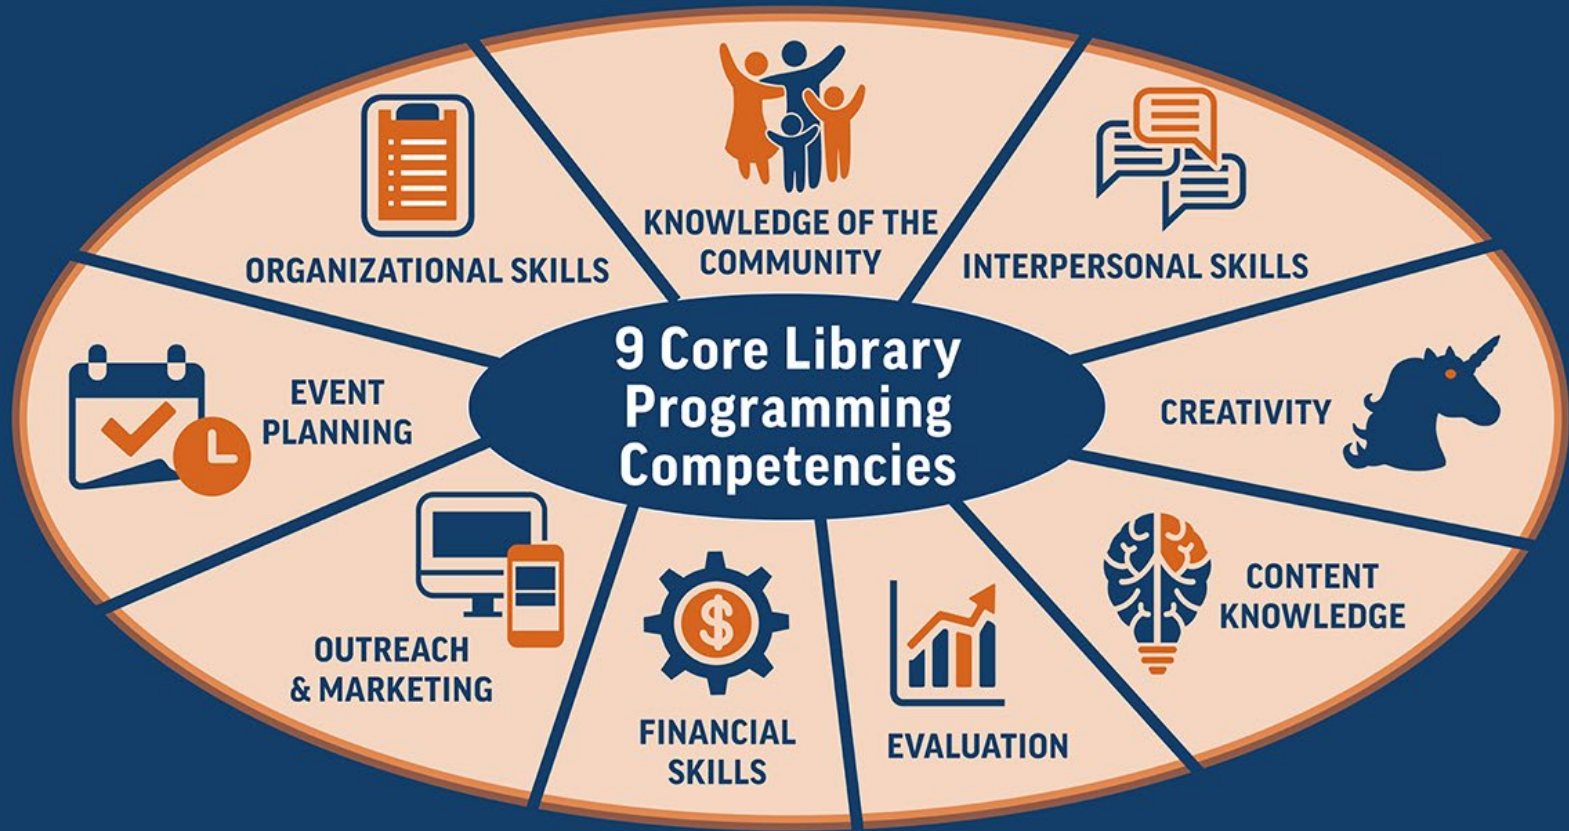 KNOWLEDGE OF THE
COMMUNITY
INTERPERSONAL SKILLS
CREATIVITY
CONTENT
KNOWLEDGE
EVALUATION
FINANCIAL
SKILLS
OUTREACH
& MARKETING
EVENT
PLANNING
ORGANIZATIONAL SKILLS
9 Core Library
Programming
Competencies
$